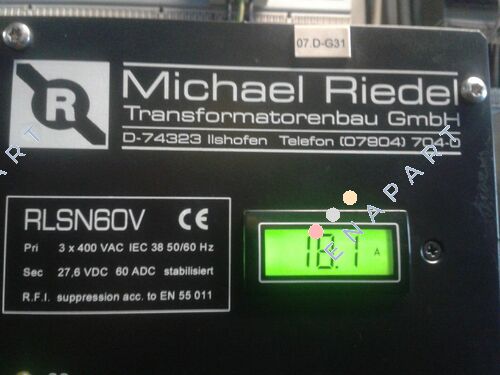 07.D-G31
R
Michael Riedel
Transformatorenbau GmbH
D-74323 Ilshofen Telefon (07904) 704-0
RLSN60V CE
Pri 3 x 400 VAC IEC 38 50/60 Hz
Sec 27,6 VDC 60 ADC stabilisiert
R.F.I. suppression acc. to EN 55 011
18.1 A
ENAPART